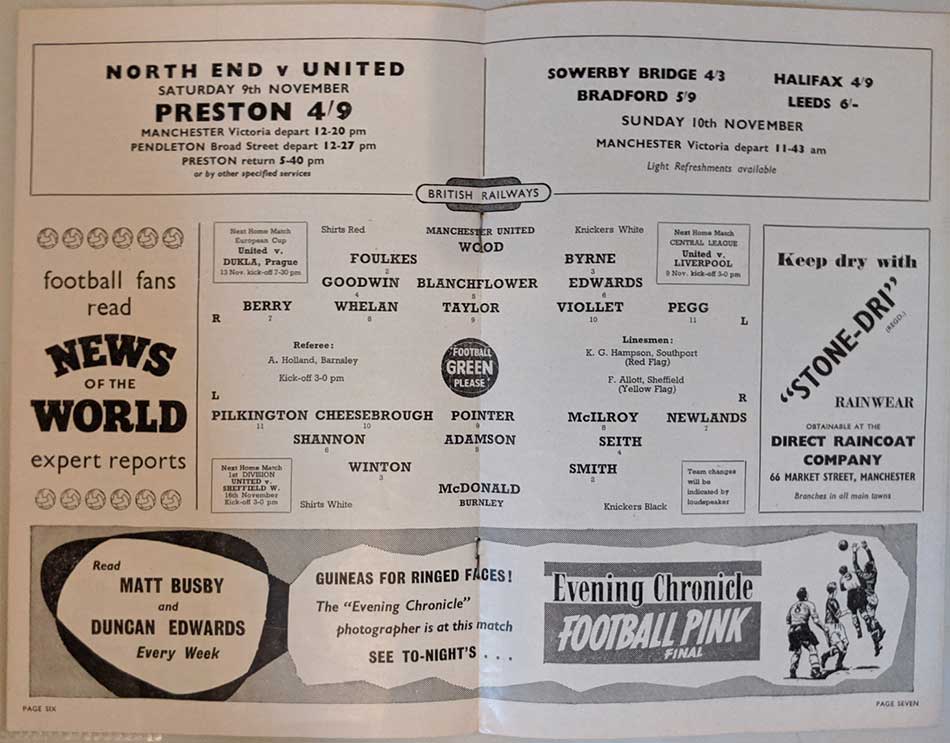 NORTH END v UNITED
SATURDAY 9th NOVEMBER
PRESTON 4/9
MANCHESTER Victoria depart 12-20 pm
PENDLETON Broad Street depart 12-27 pm
PRESTON return 5-40 pm
or by other specified services
SOWERBY BRIDGE 4/3 HALIFAX 4/9
BRADFORD 5/9 LEEDS 6/-
SUNDAY 10th NOVEMBER
MANCHESTER Victoria depart 11-43 am
Light Refreshments available
BRITISH RAILWAYS
football fans
read
NEWS
OF THE
WORLD
expert reports
Next Home Match
European Cup
United v.
DUKLA, Prague
13 Nov. kick-off 7-30 pm
Shirts Red
MANCHESTER UNITED
Knickers White
Next Home Match
CENTRAL LEAGUE
United v.
LIVERPOOL
9 Nov. kick-off 3-0 pm
WOOD
FOULKES BYRNE
2 3
GOODWIN BLANCHFLOWER EDWARDS
4 5 6
BERRY WHELAN TAYLOR VIOLLET PEGG
R 7 8 9 10 11 L
Referee:
A. Holland, Barnsley
Kick-off 3-0 pm
FOOTBALL
GREEN
PLEASE
Linesmen:
K. G. Hampson, Southport
(Red Flag)
F. Allott, Sheffield
(Yellow Flag)
L R
PILKINGTON CHEESEBROUGH POINTER McILROY NEWLANDS
11 10 9 8 7
SHANNON ADAMSON SEITH
6 5 4
WINTON SMITH
3 2
McDONALD
BURNLEY
Next Home Match
1st DIVISION
UNITED v.
SHEFFIELD W.
16th November
Kick-off 3-0 pm
Shirts White
Knickers Black
Team changes
will be
indicated by
loudspeaker
Keep dry with
"STONE-DRI"
(REGD.)
RAINWEAR
OBTAINABLE AT THE
DIRECT RAINCOAT
COMPANY
66 MARKET STREET, MANCHESTER
Branches in all main towns
Read
MATT BUSBY
and
DUNCAN EDWARDS
Every Week
GUINEAS FOR RINGED FACES!
The "Evening Chronicle"
photographer is at this match
SEE TO-NIGHT'S . . .
Evening Chronicle
FOOTBALL PINK
FINAL
PAGE SIX
PAGE SEVEN